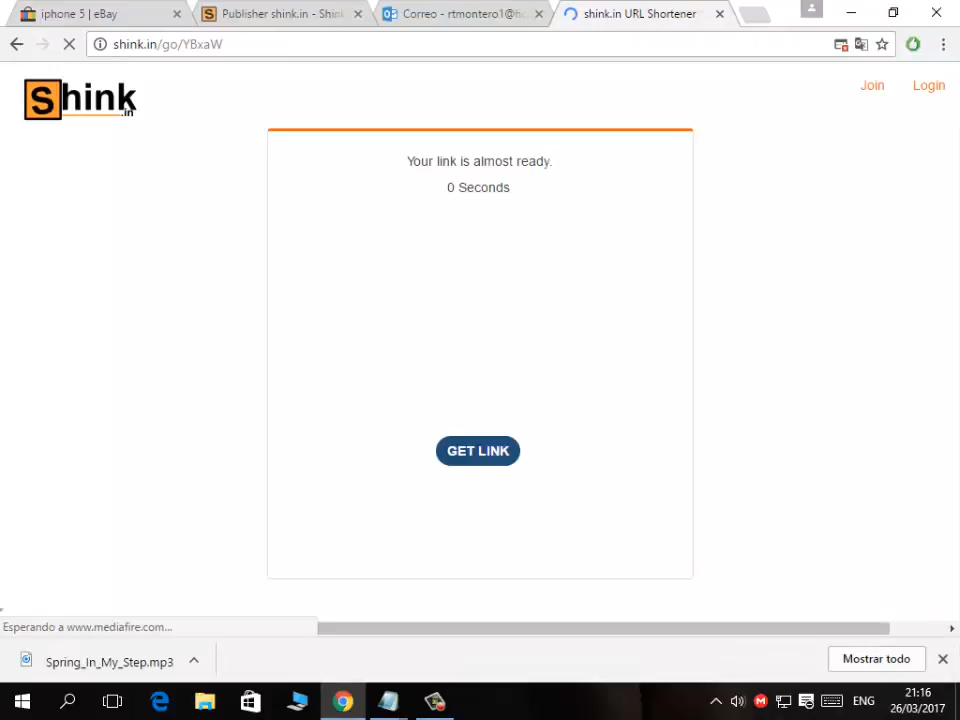 iphone 5 | eBay
Publisher shink.in - Shink
Correo - rtmontero1@
shink.in URL Shortener
shink.in/go/YBxaW
Shink
.in
Join
Login
Your link is almost ready.
0 Seconds
GET LINK
Esperando a www.mediafire.com...
Spring_In_My_Step.mp3
Mostrar todo
ENG
21:16
26/03/2017